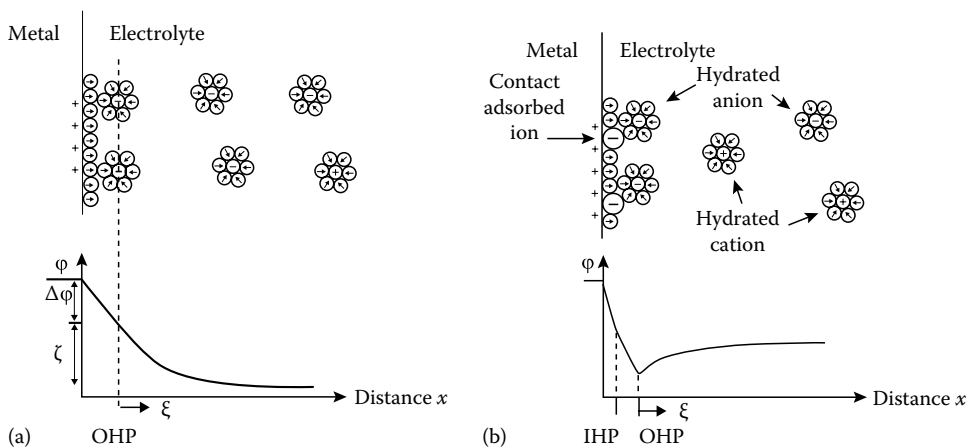 Metal
Electrolyte
+
+
+
+
φ
Δφ
ζ
Distance x
ξ
OHP
(a)
Metal
Electrolyte
Contact
adsorbed
ion
Hydrated
anion
Hydrated
cation
+
+
+
+
+
φ
Distance x
ξ
IHP
OHP
(b)